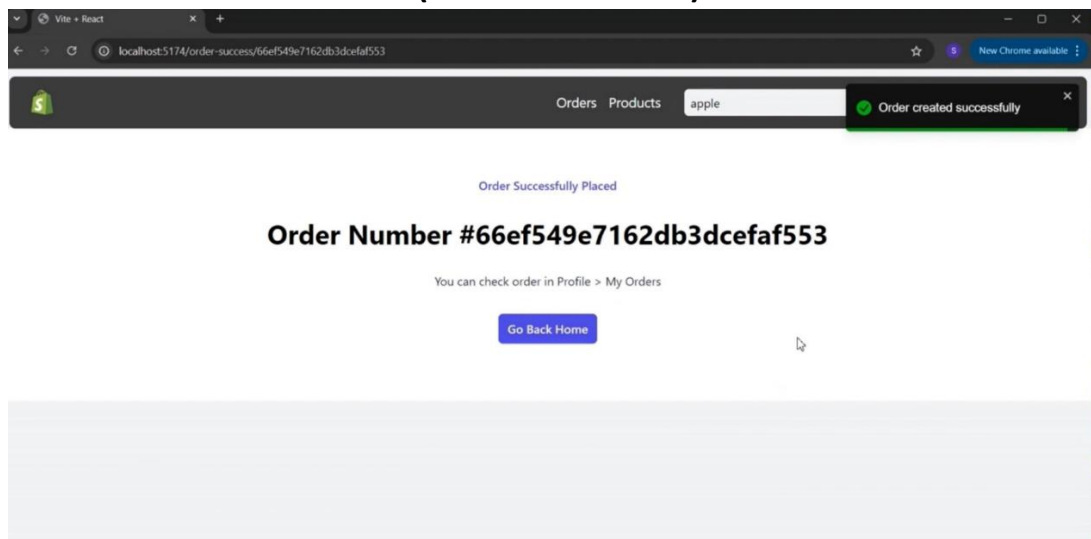 Vite + React
localhost:5174/order-success/66ef549e7162db3dcefaf553
S
New Chrome available
Orders Products apple
Order created successfully
Order Successfully Placed
Order Number #66ef549e7162db3dcefaf553
You can check order in Profile > My Orders
Go Back Home